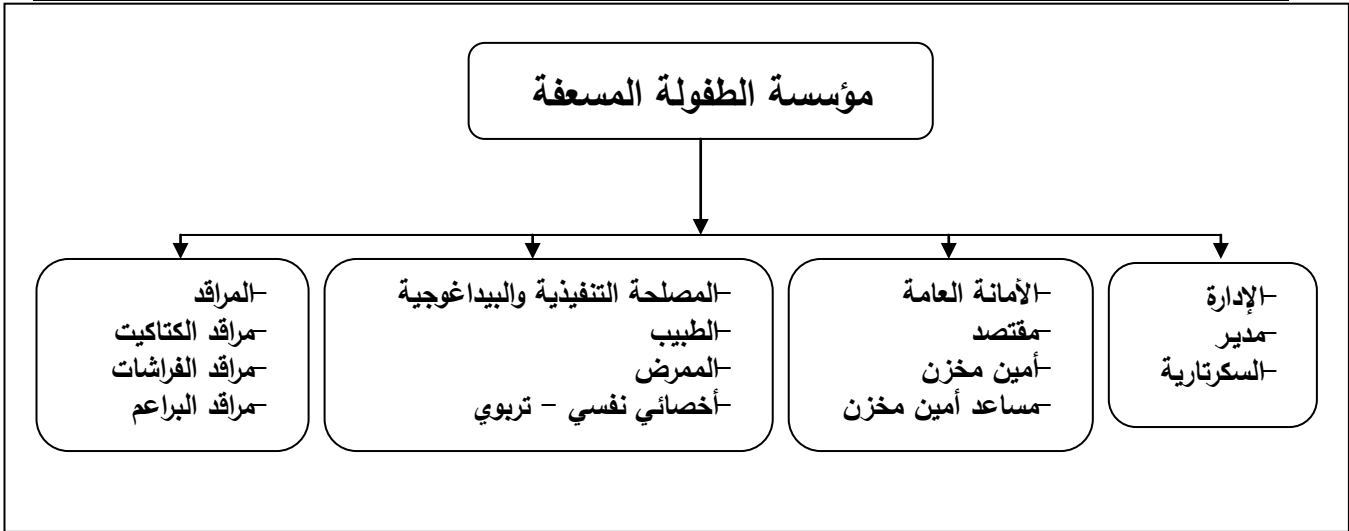 مؤسسة الطفولة المسعفة
-الإدارة
-مدير
-السكرتارية
-الأمانة العامة
-مقتصد
-أمين مخزن
-مساعد أمين مخزن
-المصلحة التنفيذية والبيداغوجية
-الطبيب
-الممرض
-أخصائي نفسي – تربوي
-المراقد
-مراقد الكتاكيت
-مراقد الفراشات
-مراقد البراعم